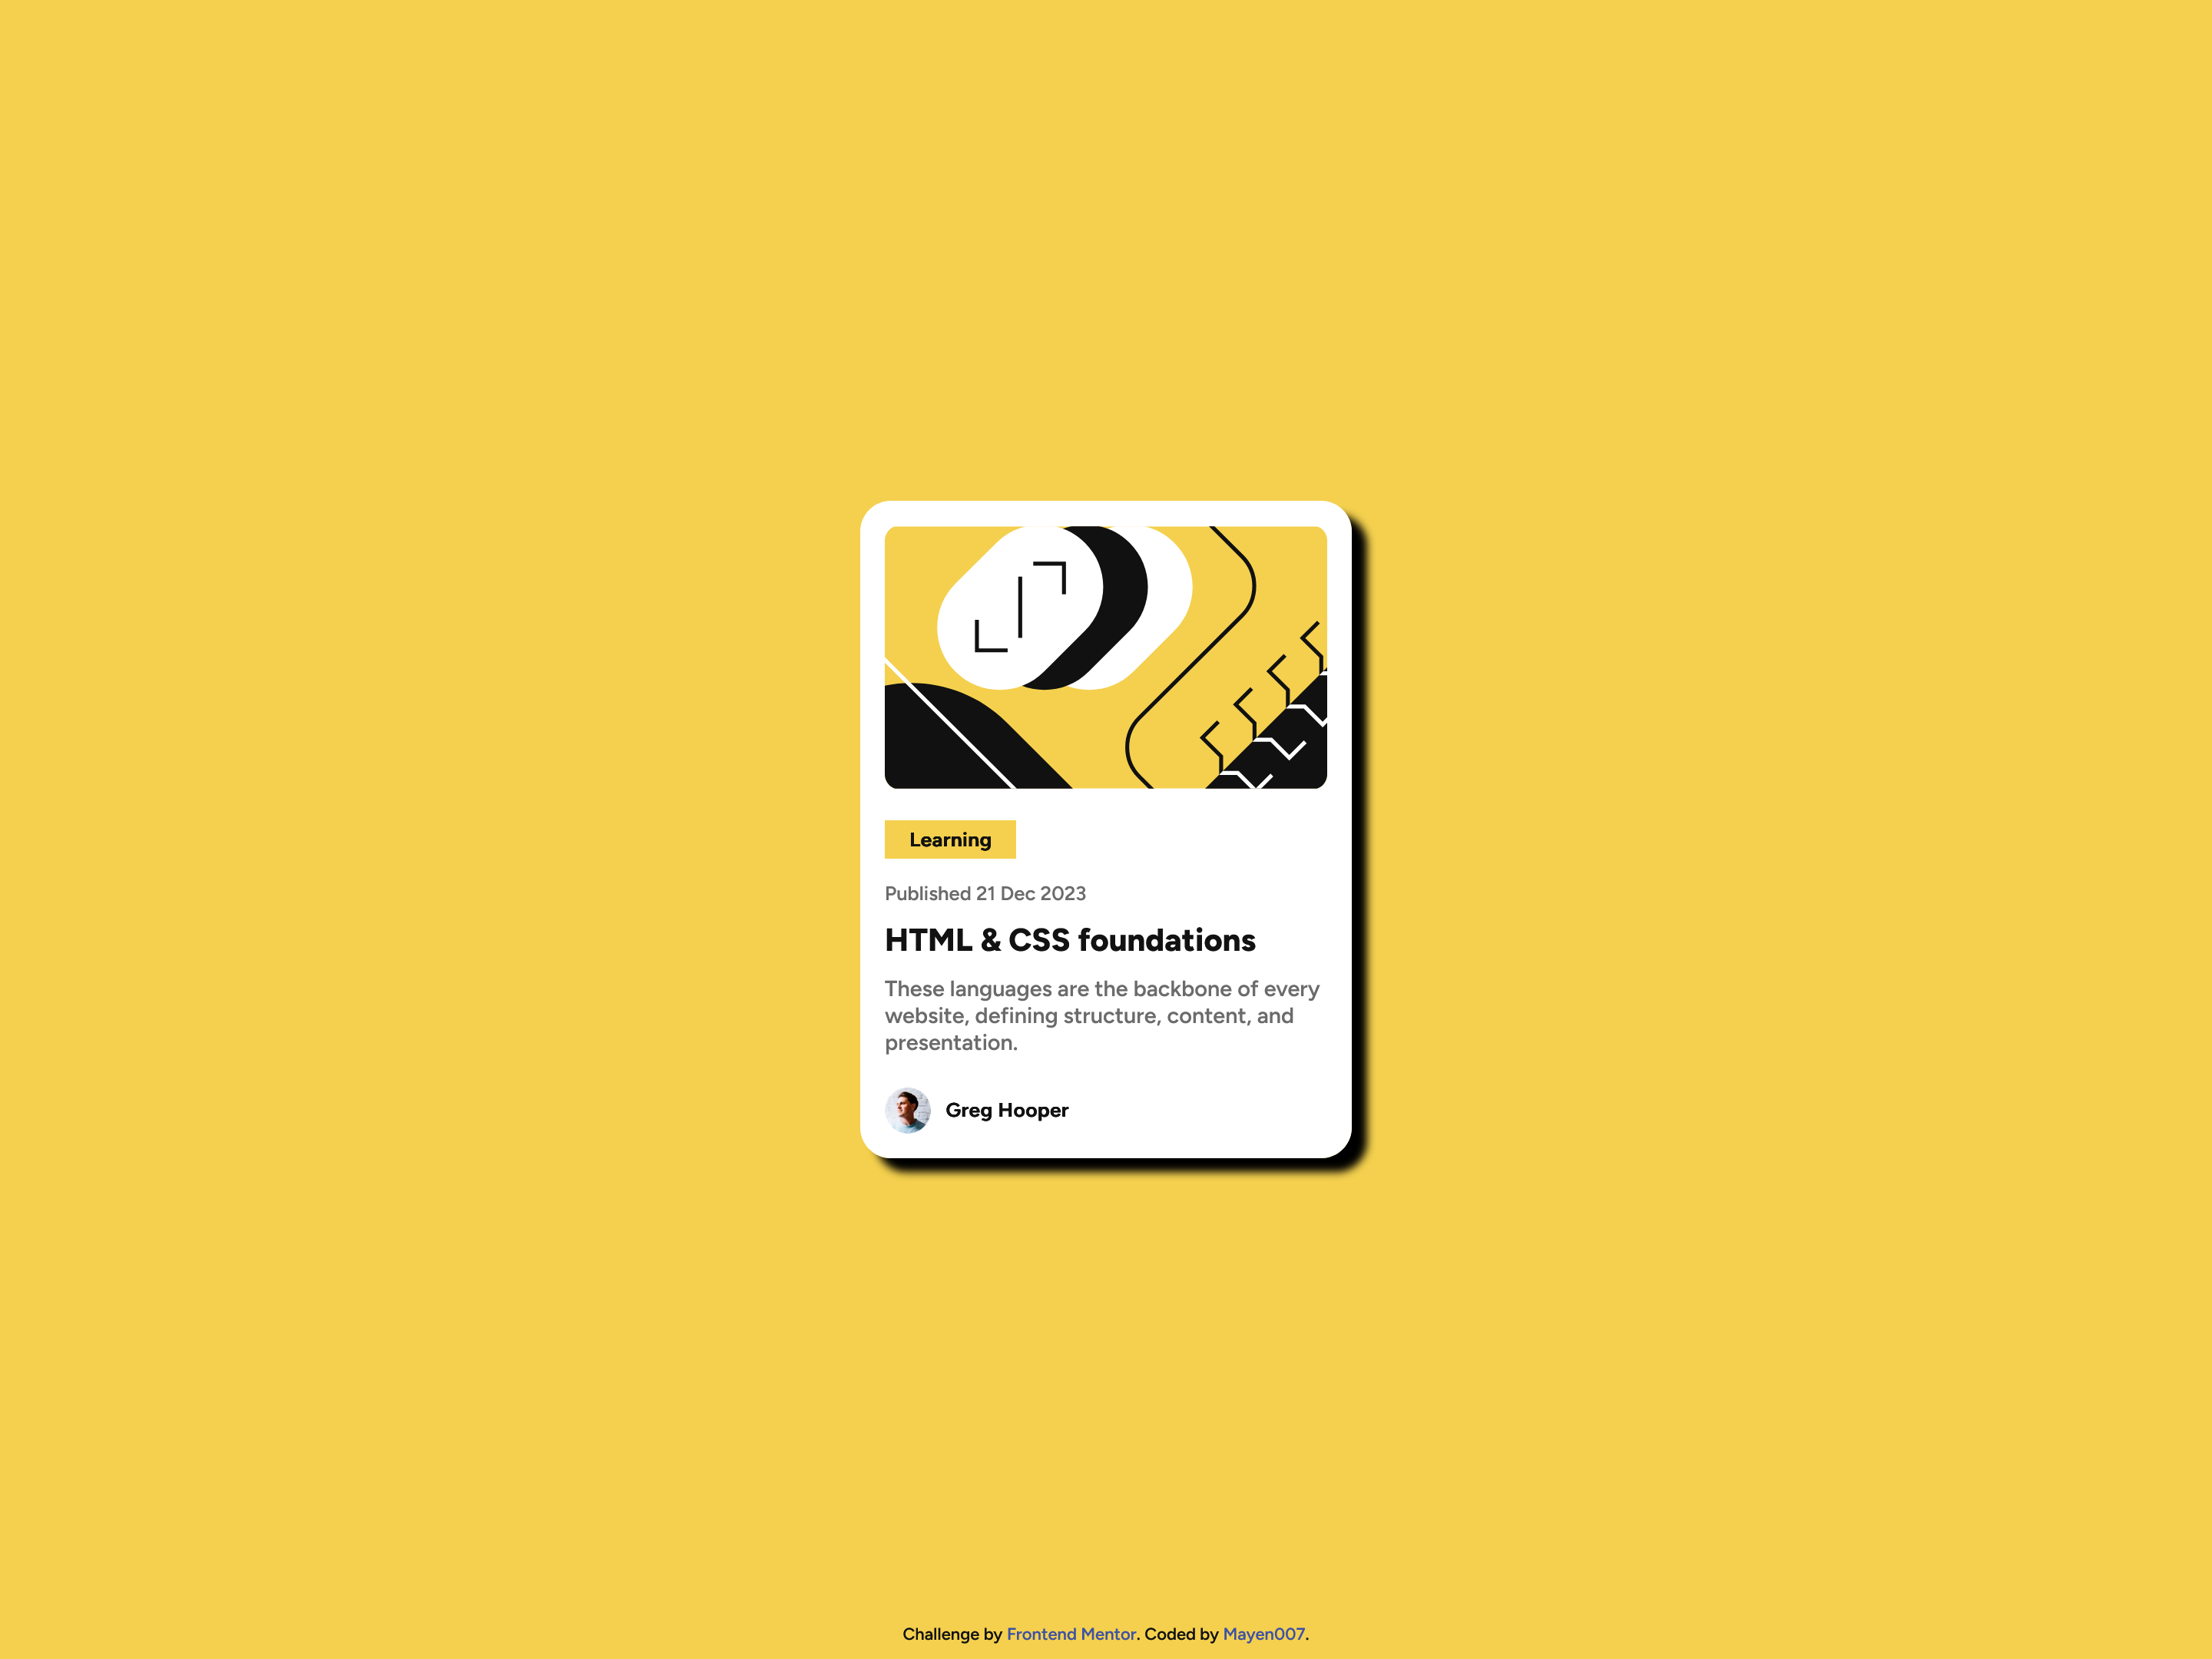 Learning
Published 21 Dec 2023
HTML & CSS foundations
These languages are the backbone of every
website, defining structure, content, and
presentation.
Greg Hooper
Challenge by Frontend Mentor. Coded by Mayen007.